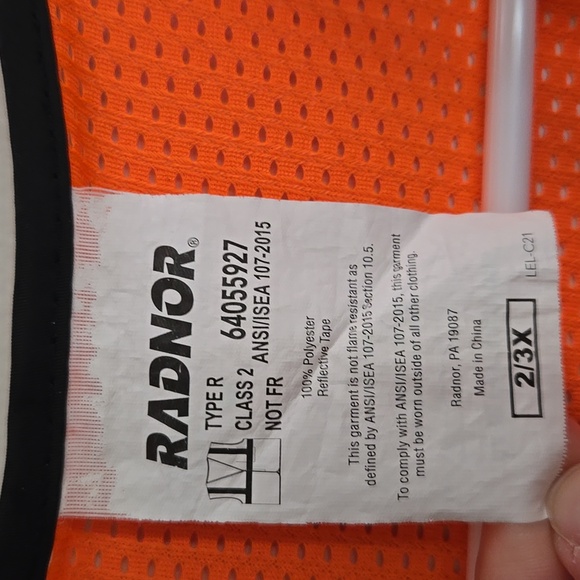 RADNOR®
TYPE R
CLASS 2 64055927
NOT FR ANSI/ISEA 107-2015
100% Polyester
Reflective Tape
This garment is not flame resistant as
defined by ANSI/ISEA 107-2015 Section 10.5.
To comply with ANSI/ISEA 107-2015, this garment
must be worn outside of all other clothing.
Radnor, PA 19087
Made in China
2/3X
LEL-C21